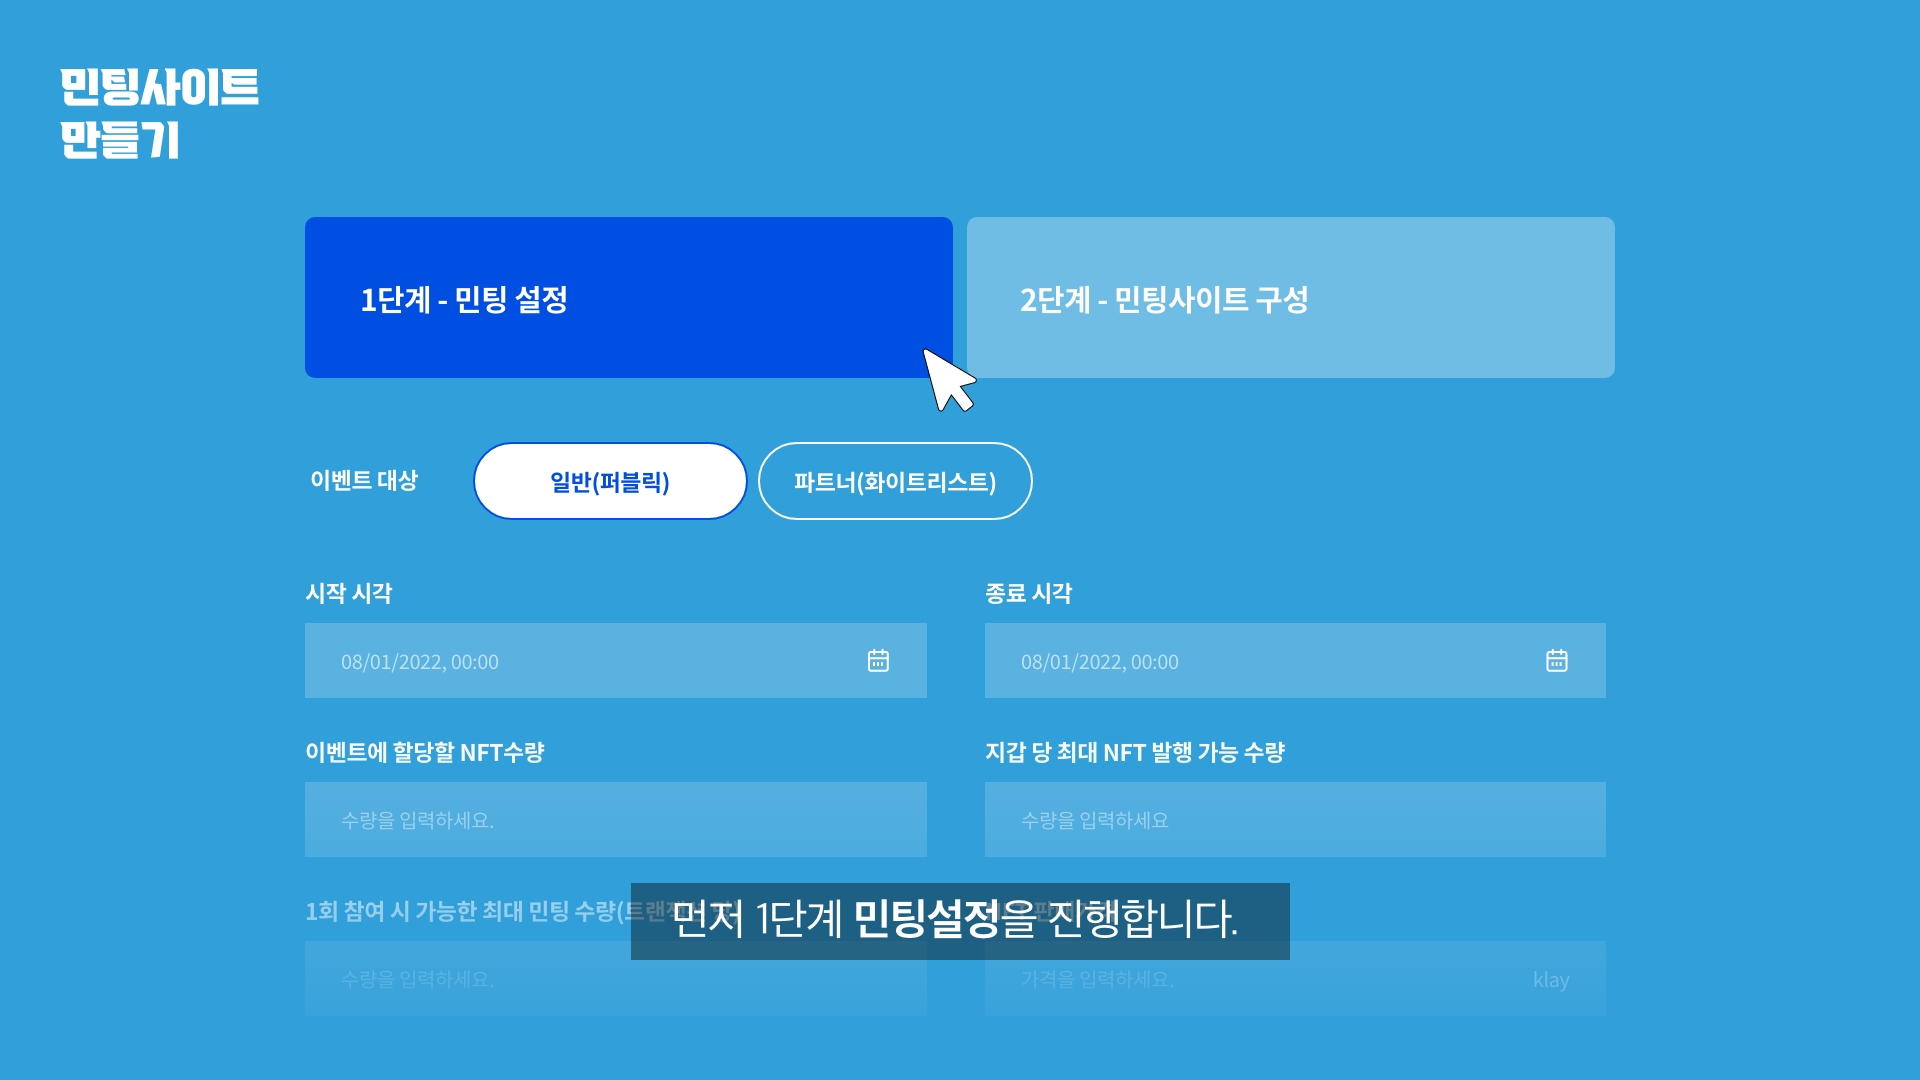 민팅사이트
만들기
1단계 - 민팅 설정
2단계 - 민팅사이트 구성
이벤트 대상
일반(퍼블릭)
파트너(화이트리스트)
시작 시각
종료 시각
08/01/2022, 00:00
08/01/2022, 00:00
이벤트에 할당할 NFT수량
지갑 당 최대 NFT 발행 가능 수량
수량을 입력하세요.
수량을 입력하세요
1회 참여 시 가능한 최대 민팅 수량(트랜잭션
먼저 1단계 민팅설정을 진행합니다.
수량을 입력하세요.
가격을 입력하세요.
klay